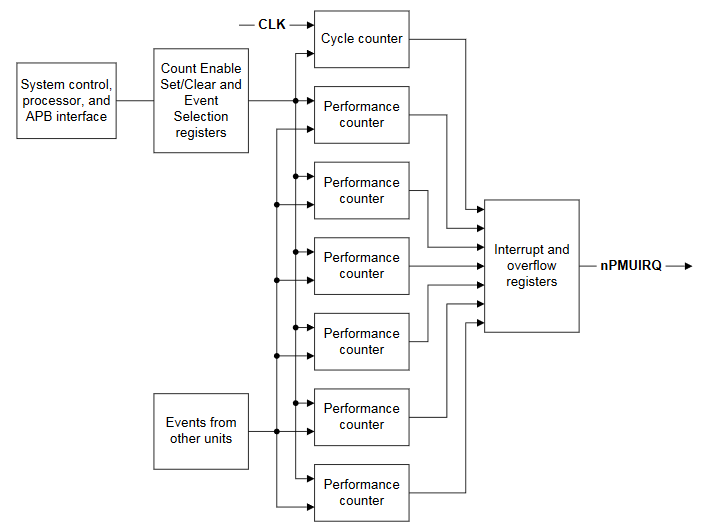 CLK
Cycle counter
System control,
processor, and
APB interface
Count Enable
Set/Clear and
Event
Selection
registers
Performance
counter
Performance
counter
Performance
counter
Performance
counter
Performance
counter
Performance
counter
Interrupt and
overflow
registers
nPMUIRQ
Events from
other units